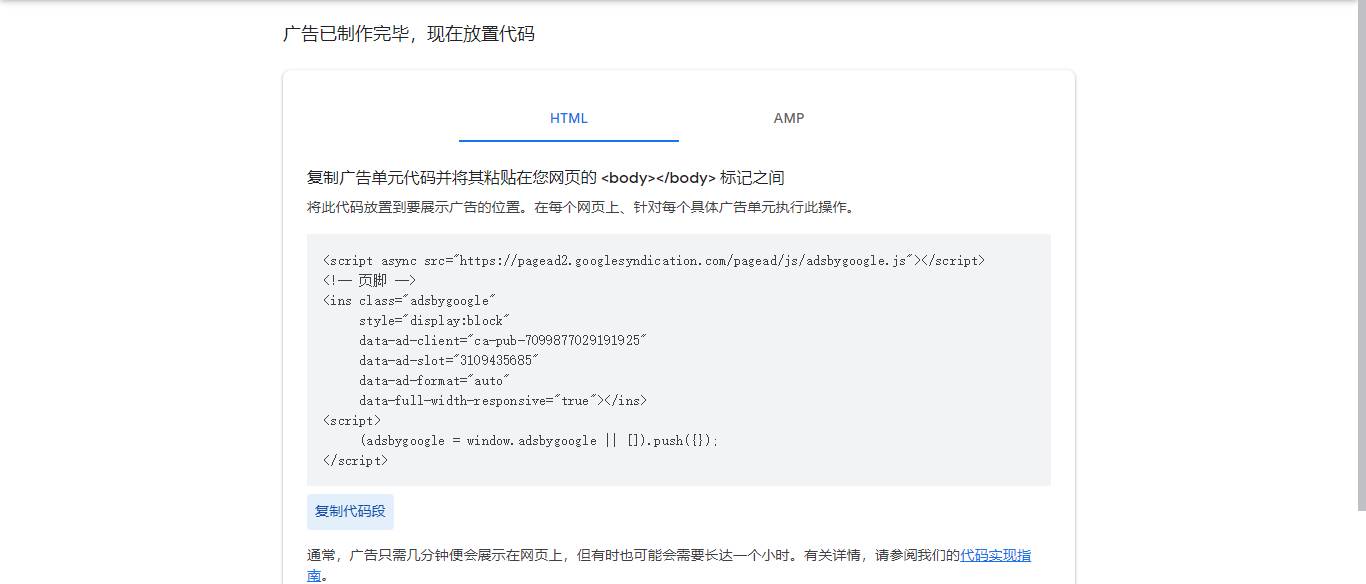 广告已制作完毕，现在放置代码
HTML
AMP
复制广告单元代码并将其粘贴在您网页的 <body></body> 标记之间
将此代码放置到要展示广告的位置。在每个网页上、针对每个具体广告单元执行此操作。
<script async src="https://pagead2.googlesyndication.com/pagead/js/adsbygoogle.js"></script>
<!-- 页脚 -->
<ins class="adsbygoogle"
     style="display:block"
     data-ad-client="ca-pub-7099877029191925"
     data-ad-slot="3109435685"
     data-ad-format="auto"
     data-full-width-responsive="true"></ins>
<script>
     (adsbygoogle = window.adsbygoogle || []).push({});
</script>
复制代码段
通常，广告只需几分钟便会展示在网页上，但有时也可能会需要长达一个小时。有关详情，请参阅我们的代码实现指
南。